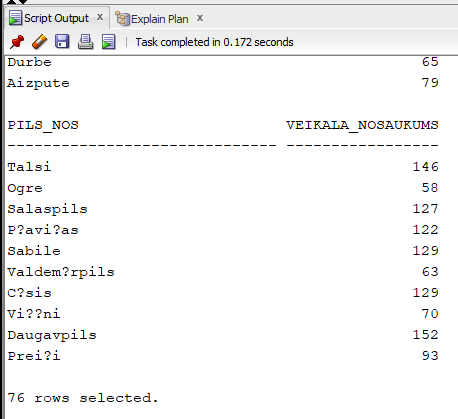 Script Output x Explain Plan x
Task completed in 0.172 seconds
Durbe 65
Aizpute 79
PILS_NOS VEIKALA_NOSAUKUMS
------------------------------ -----------------
Talsi 146
Ogre 58
Salaspils 127
P?avi?as 122
Sabile 129
Valdem?rpils 63
C?sis 129
Vi??ni 70
Daugavpils 152
Prei?i 93
76 rows selected.